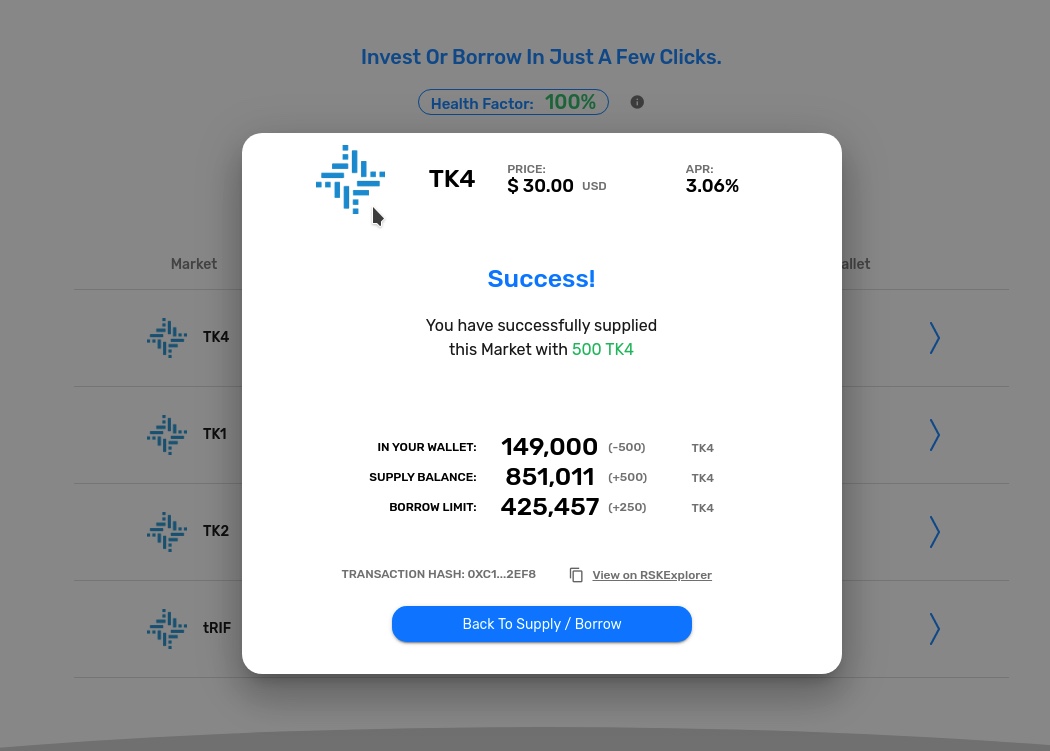 Invest Or Borrow In Just A Few Clicks.
Health Factor: 100%
TK4
PRICE:
$ 30.00 USD
APR:
3.06%
Market
allet
Success!
You have successfully supplied
this Market with 500 TK4
TK4
TK1
TK2
tRIF
IN YOUR WALLET: 149,000 (-500) TK4
SUPPLY BALANCE: 851,011 (+500) TK4
BORROW LIMIT: 425,457 (+250) TK4
TRANSACTION HASH: 0XC1...2EF8 View on RSKExplorer
Back To Supply / Borrow